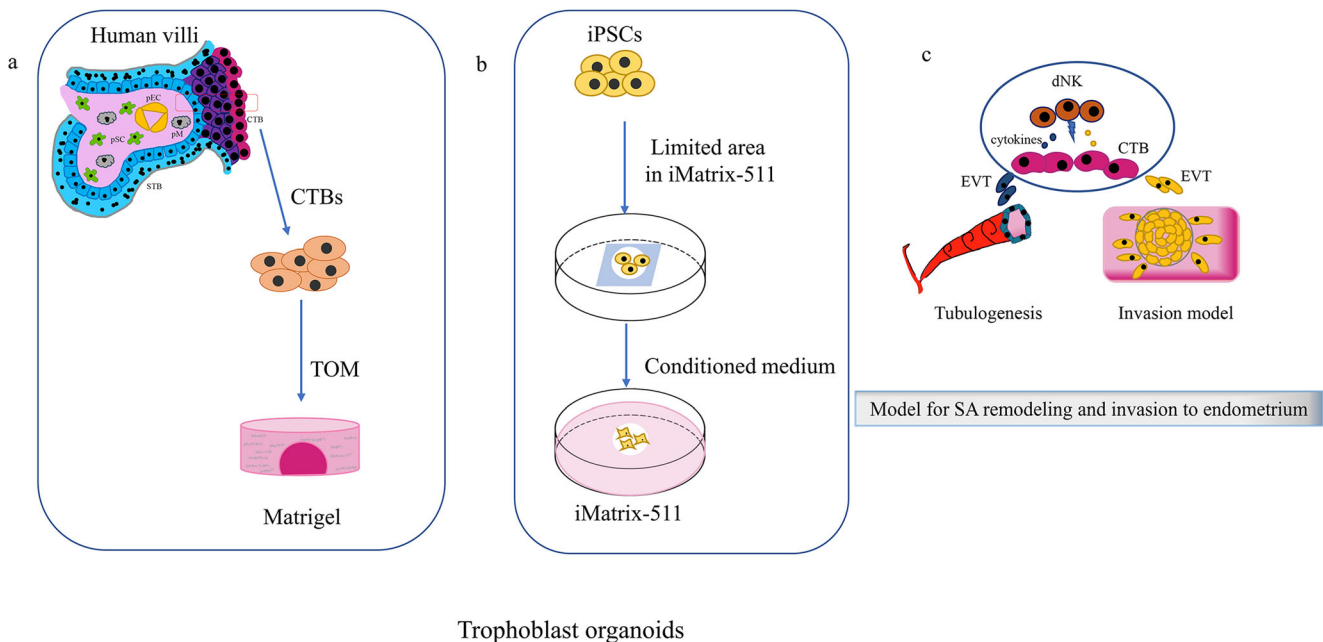 a
Human villi
pEC
pSC
pM
CTB
STB
CTBs
TOM
Matrigel
b
iPSCs
Limited area
in iMatrix-511
Conditioned medium
iMatrix-511
c
dNK
cytokines
CTB
EVT
EVT
Tubulogenesis
Invasion model
Model for SA remodeling and invasion to endometrium
Trophoblast organoids